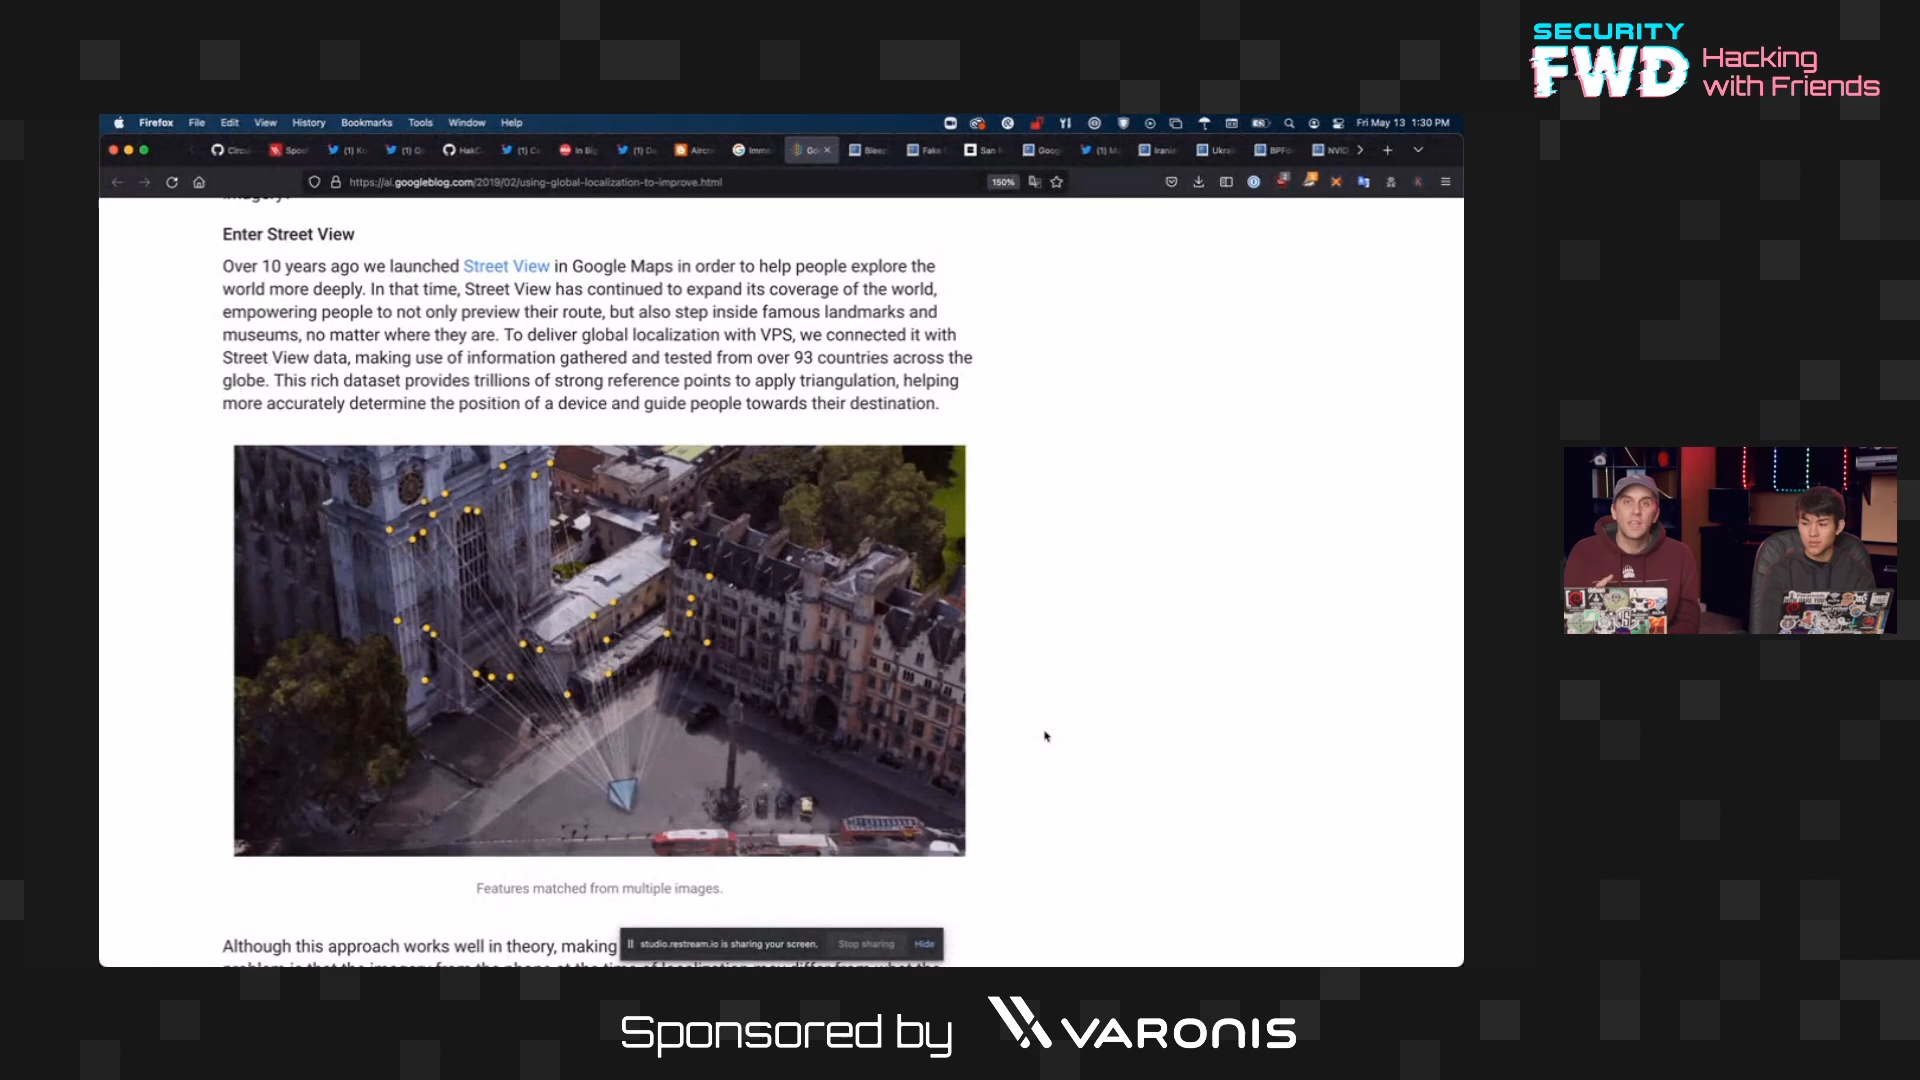 SECURITY
FWD
Hacking
with Friends
Firefox File Edit View History Bookmarks Tools Window Help
Fri May 13 1:30 PM
https://ai.googleblog.com/2019/02/using-global-localization-to-improve.html
150%
Enter Street View
Over 10 years ago we launched Street View in Google Maps in order to help people explore the
world more deeply. In that time, Street View has continued to expand its coverage of the world,
empowering people to not only preview their route, but also step inside famous landmarks and
museums, no matter where they are. To deliver global localization with VPS, we connected it with
Street View data, making use of information gathered and tested from over 93 countries across the
globe. This rich dataset provides trillions of strong reference points to apply triangulation, helping
more accurately determine the position of a device and guide people towards their destination.
Features matched from multiple images.
Although this approach works well in theory, making
studio.restream.io is sharing your screen. Stop sharing Hide
Sponsored by VARONIS